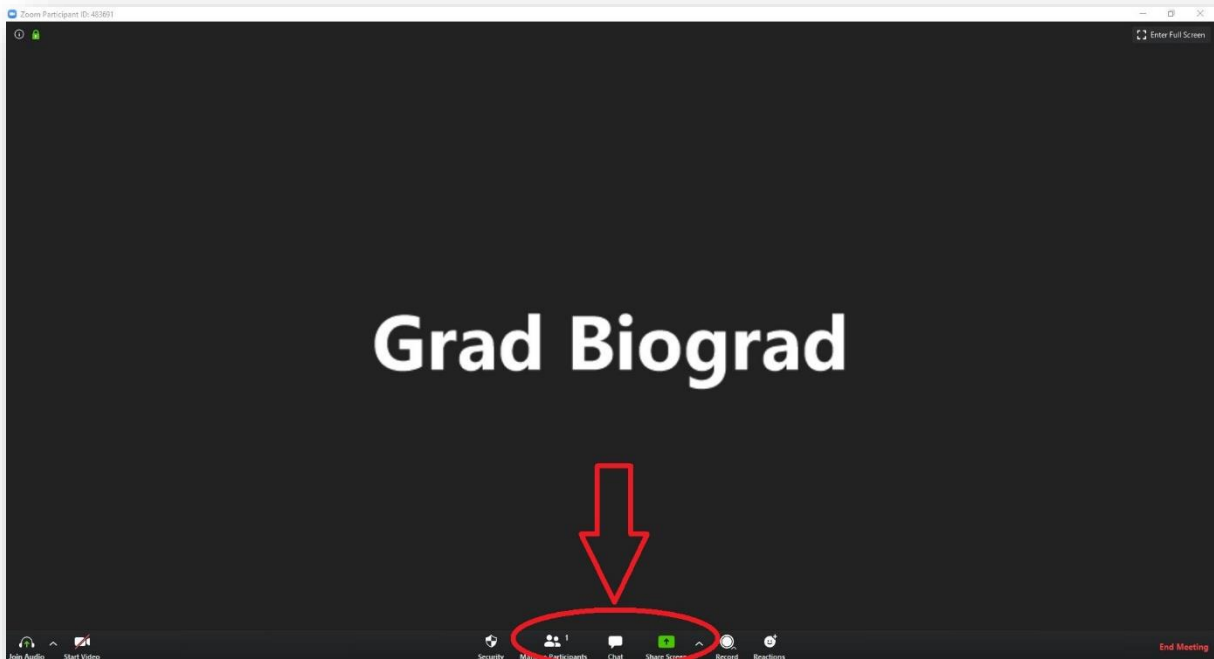 Zoom Participant ID: 483691
Enter Full Screen
Grad Biograd
1
Join Audio Start Video Security Manage Participants Chat Share Screen Record Reactions End Meeting